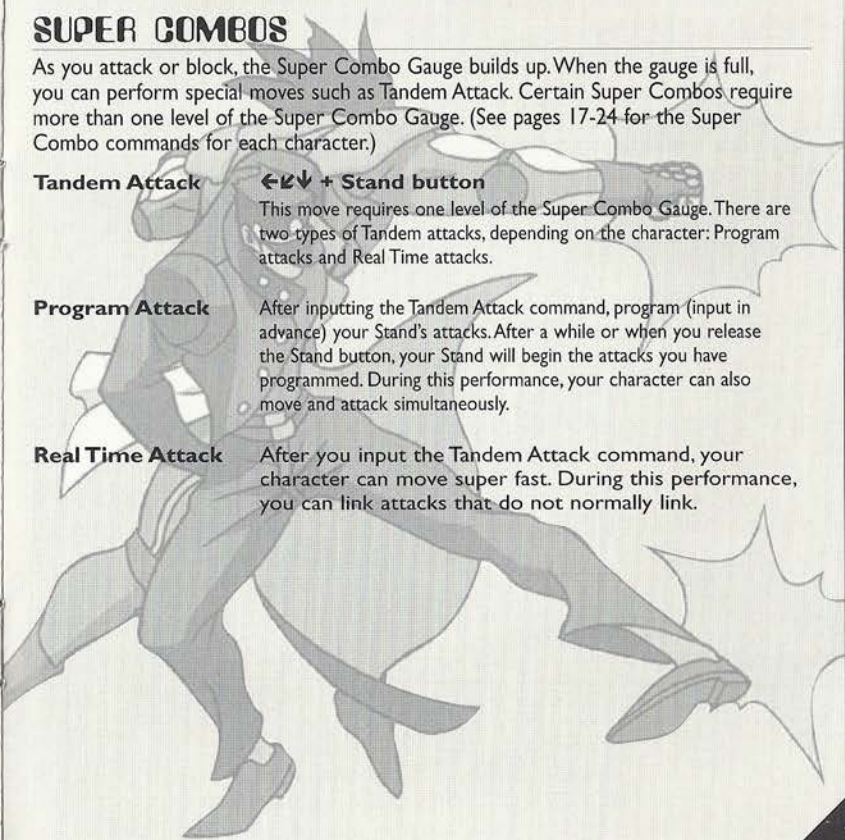 SUPER COMBOS
As you attack or block, the Super Combo Gauge builds up. When the gauge is full,
you can perform special moves such as Tandem Attack. Certain Super Combos require
more than one level of the Super Combo Gauge. (See pages 17-24 for the Super
Combo commands for each character.)
Tandem Attack ←↙↓ + Stand button
This move requires one level of the Super Combo Gauge. There are
two types of Tandem attacks, depending on the character: Program
attacks and Real Time attacks.
Program Attack After inputting the Tandem Attack command, program (input in
advance) your Stand's attacks. After a while or when you release
the Stand button, your Stand will begin the attacks you have
programmed. During this performance, your character can also
move and attack simultaneously.
Real Time Attack After you input the Tandem Attack command, your
character can move super fast. During this performance,
you can link attacks that do not normally link.